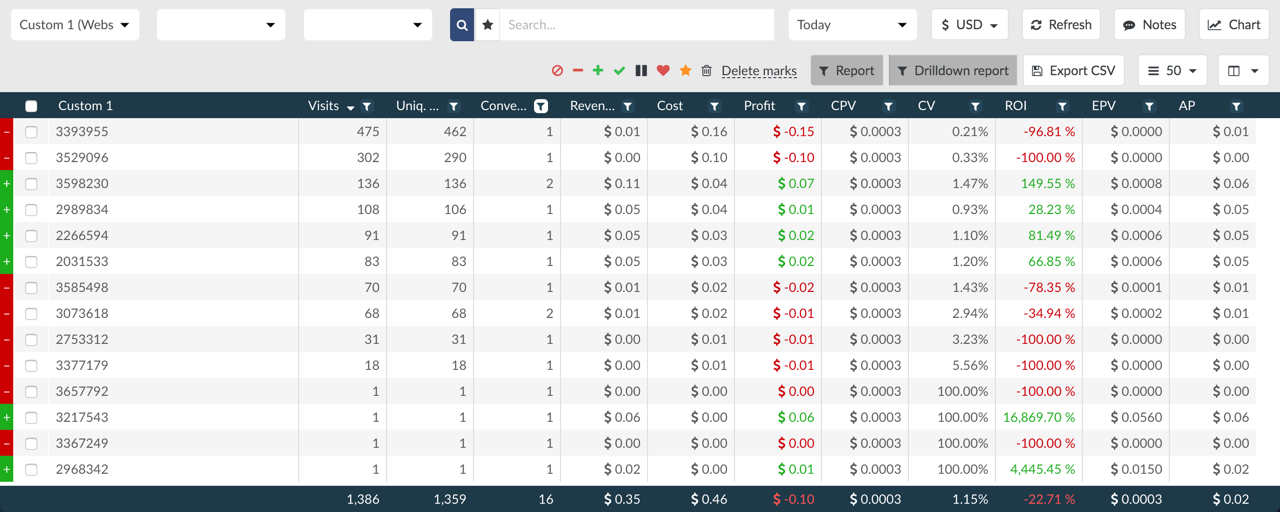 Custom 1 (Webs Search... Today $ USD Refresh Notes Chart
Delete marks Report Drilldown report Export CSV 50
Custom 1 Visits Uniq. ... Conve... Reven... Cost Profit CPV CV ROI EPV AP
3393955 475 462 1 $ 0.01 $ 0.16 $ -0.15 $ 0.0003 0.21% -96.81 % $ 0.0000 $ 0.01
3529096 302 290 1 $ 0.00 $ 0.10 $ -0.10 $ 0.0003 0.33% -100.00 % $ 0.0000 $ 0.00
3598230 136 136 2 $ 0.11 $ 0.04 $ 0.07 $ 0.0003 1.47% 149.55 % $ 0.0008 $ 0.06
2989834 108 106 1 $ 0.05 $ 0.04 $ 0.01 $ 0.0003 0.93% 28.23 % $ 0.0004 $ 0.05
2266594 91 91 1 $ 0.05 $ 0.03 $ 0.02 $ 0.0003 1.10% 81.49 % $ 0.0006 $ 0.05
2031533 83 83 1 $ 0.05 $ 0.03 $ 0.02 $ 0.0003 1.20% 66.85 % $ 0.0006 $ 0.05
3585498 70 70 1 $ 0.01 $ 0.02 $ -0.02 $ 0.0003 1.43% -78.35 % $ 0.0001 $ 0.01
3073618 68 68 2 $ 0.01 $ 0.02 $ -0.01 $ 0.0003 2.94% -34.94 % $ 0.0002 $ 0.01
2753312 31 31 1 $ 0.00 $ 0.01 $ -0.01 $ 0.0003 3.23% -100.00 % $ 0.0000 $ 0.00
3377179 18 18 1 $ 0.00 $ 0.01 $ -0.01 $ 0.0003 5.56% -100.00 % $ 0.0000 $ 0.00
3657792 1 1 1 $ 0.00 $ 0.00 $ 0.00 $ 0.0003 100.00% -100.00 % $ 0.0000 $ 0.00
3217543 1 1 1 $ 0.06 $ 0.00 $ 0.06 $ 0.0003 100.00% 16,869.70 % $ 0.0560 $ 0.06
3367249 1 1 1 $ 0.00 $ 0.00 $ 0.00 $ 0.0003 100.00% -100.00 % $ 0.0000 $ 0.00
2968342 1 1 1 $ 0.02 $ 0.00 $ 0.01 $ 0.0003 100.00% 4,445.45 % $ 0.0150 $ 0.02
1,386 1,359 16 $ 0.35 $ 0.46 $ -0.10 $ 0.0003 1.15% -22.71 % $ 0.0003 $ 0.02